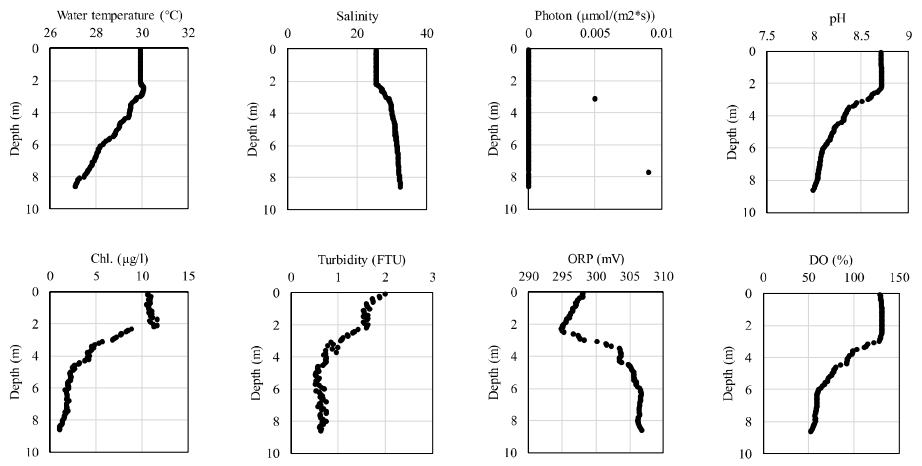 Water temperature (°C)
26 28 30 32
0
2
4
6
8
10
Depth (m)
Salinity
0 20 40
0
2
4
6
8
10
Depth (m)
Photon (μmol/(m2*s))
0 0.005 0.01
0
2
4
6
8
10
Depth (m)
pH
7.5 8 8.5 9
0
2
4
6
8
10
Depth (m)
Chl. (μg/l)
0 5 10 15
0
2
4
6
8
10
Depth (m)
Turbidity (FTU)
0 1 2 3
0
2
4
6
8
10
Depth (m)
ORP (mV)
290 295 300 305 310
0
2
4
6
8
10
Depth (m)
DO (%)
0 50 100 150
0
2
4
6
8
10
Depth (m)